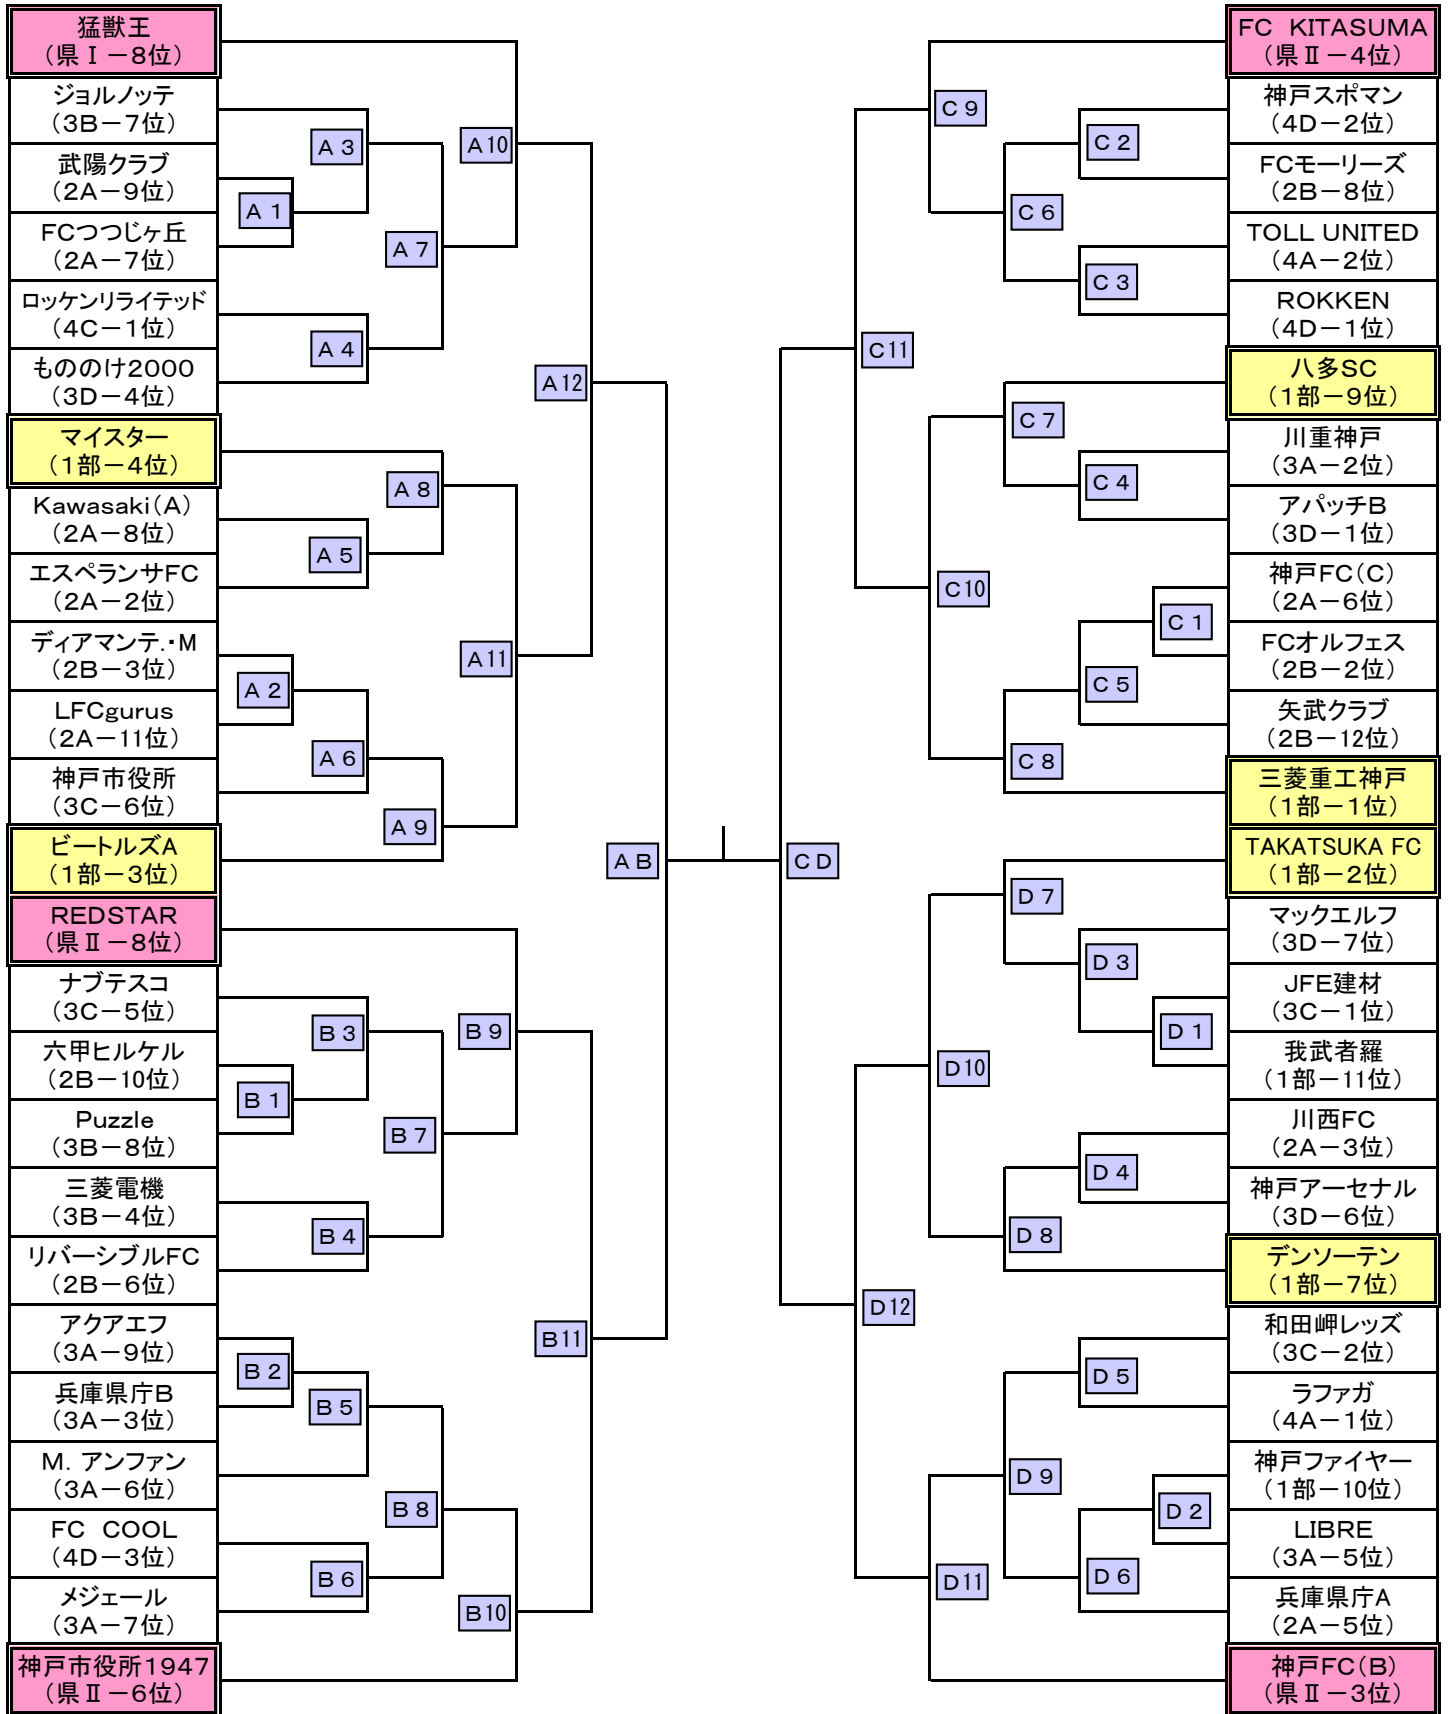 猛獣王
（県Ⅰ－8位）
ジョルノッテ
（3B－7位）
武陽クラブ
（2A－9位）
FCつつじヶ丘
（2A－7位）
ロッケンリライテッド
（4C－1位）
もののけ2000
（3D－4位）
マイスター
（1部－4位）
Kawasaki（A）
（2A－8位）
エスペランサFC
（2A－2位）
ディアマンテ.・M
（2B－3位）
LFCgurus
（2A－11位）
神戸市役所
（3C－6位）
ビートルズA
（1部－3位）
REDSTAR
（県Ⅱ－8位）
ナブテスコ
（3C－5位）
六甲ヒルケル
（2B－10位）
Puzzle
（3B－8位）
三菱電機
（3B－4位）
リバーシブルFC
（2B－6位）
アクアエフ
（3A－9位）
兵庫県庁B
（3A－3位）
M．アンファン
（3A－6位）
FC　COOL
（4D－3位）
メジェール
（3A－7位）
神戸市役所1947
（県Ⅱ－6位）
A 1
A 2
A 3
A 4
A 5
A 6
A 7
A 8
A 9
A 10
A 11
A 12
B 1
B 2
B 3
B 4
B 5
B 6
B 7
B 8
B 9
B 10
B 11
A B
C D
C 9
C 2
C 6
C 3
C 11
C 7
C 4
C 10
C 1
C 5
C 8
D 7
D 3
D 1
D 10
D 4
D 8
D 12
D 5
D 9
D 2
D 6
D 11
FC　KITASUMA
（県Ⅱ－4位）
神戸スポマン
（4D－2位）
FCモーリーズ
（2B－8位）
TOLL UNITED
（4A－2位）
ROKKEN
（4D－1位）
八多SC
（1部－9位）
川重神戸
（3A－2位）
アパッチB
（3D－1位）
神戸FC（C）
（2A－6位）
FCオルフェス
（2B－2位）
矢武クラブ
（2B－12位）
三菱重工神戸
（1部－1位）
TAKATSUKA FC
（1部－2位）
マックエルフ
（3D－7位）
JFE建材
（3C－1位）
我武者羅
（1部－11位）
川西FC
（2A－3位）
神戸アーセナル
（3D－6位）
デンソーテン
（1部－7位）
和田岬レッズ
（3C－2位）
ラファガ
（4A－1位）
神戸ファイヤー
（1部－10位）
LIBRE
（3A－5位）
兵庫県庁A
（2A－5位）
神戸FC（B）
（県Ⅱ－3位）